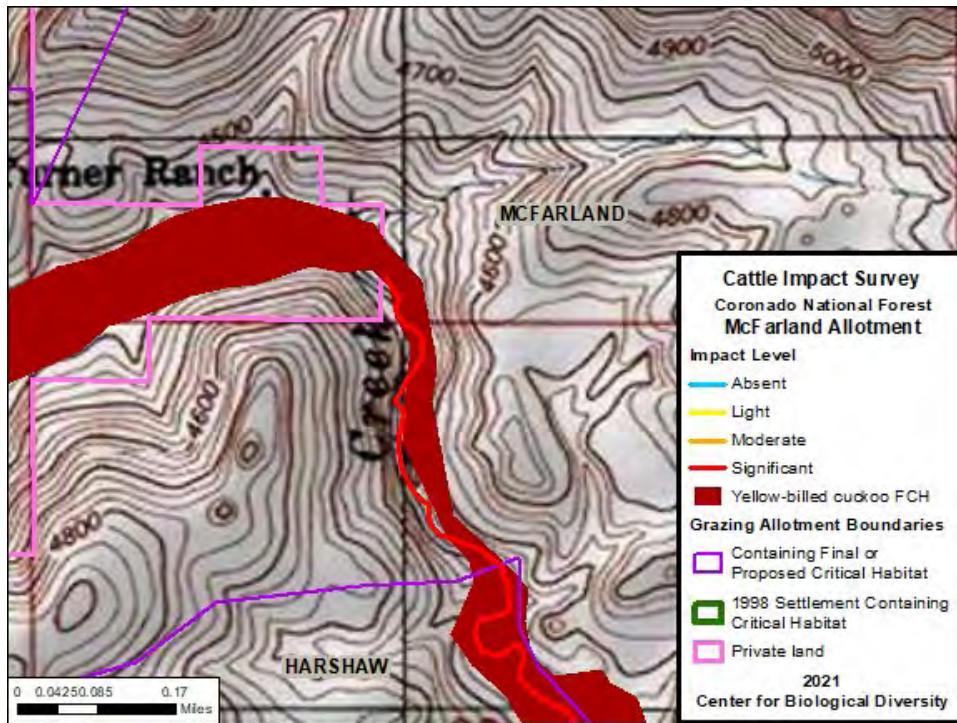 4900
5000
4700
4500
Turner Ranch
MCFARLAND
4800
4600
Creek
4600
4800
HARSHAW
0 0.04250.085 0.17
Miles
Cattle Impact Survey
Coronado National Forest
McFarland Allotment
Impact Level
Absent
Light
Moderate
Significant
Yellow-billed cuckoo FCH
Grazing Allotment Boundaries
Containing Final or
Proposed Critical Habitat
1998 Settlement Containing
Critical Habitat
Private land
2021
Center for Biological Diversity